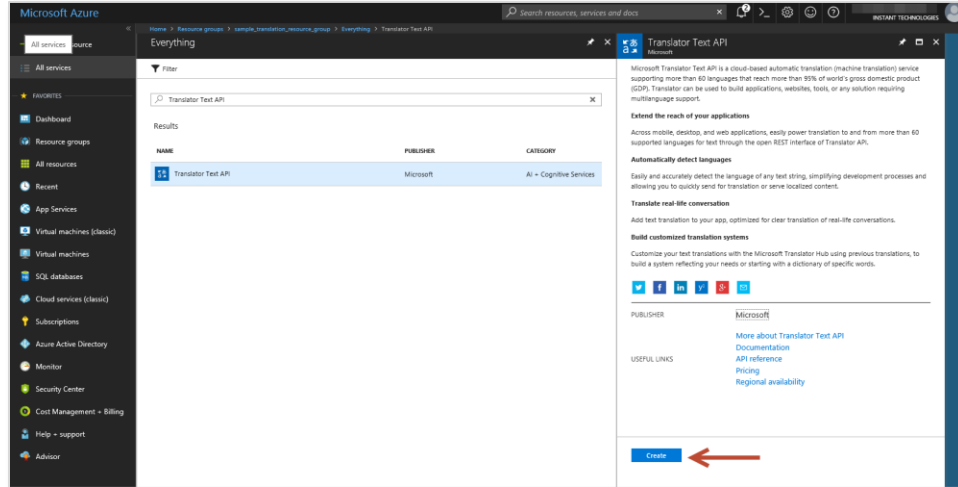 Microsoft Azure
Search resources, services and docs
INSTANT TECHNOLOGIES
Home > Resource groups > sample_translation_resource_group > Everything > Translator Text API
All services
ource
All services
FAVORITES
Dashboard
Resource groups
All resources
Recent
App Services
Virtual machines (classic)
Virtual machines
SQL databases
Cloud services (classic)
Subscriptions
Azure Active Directory
Monitor
Security Center
Cost Management + Billing
Help + support
Advisor
Everything
Filter
Translator Text API
Results
NAME PUBLISHER CATEGORY
Translator Text API Microsoft AI + Cognitive Services
Translator Text API
Microsoft
Microsoft Translator Text API is a cloud-based automatic translation (machine translation) service
supporting more than 60 languages that reach more than 95% of world's gross domestic product
(GDP). Translator can be used to build applications, websites, tools, or any solution requiring
multilanguage support.
Extend the reach of your applications
Across mobile, desktop, and web applications, easily power translation to and from more than 60
supported languages for text through the open REST interface of Translator API.
Automatically detect languages
Easily and accurately detect the language of any text string, simplifying development processes and
allowing you to quickly send for translation or serve localized content.
Translate real-life conversation
Add text translation to your app, optimized for clear translation of real-life conversations.
Build customized translation systems
Customize your text translations with the Microsoft Translator Hub using previous translations, to
build a system reflecting your needs or starting with a dictionary of specific words.
PUBLISHER Microsoft
USEFUL LINKS
More about Translator Text API
Documentation
API reference
Pricing
Regional availability
Create